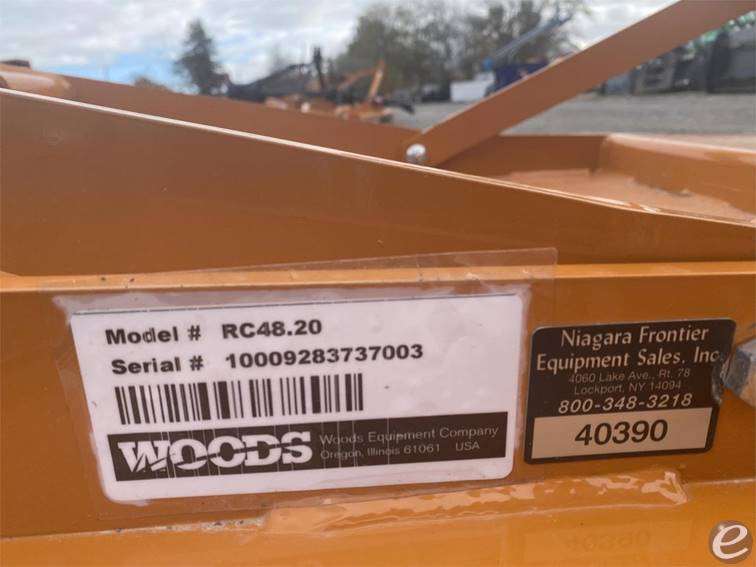 Model # RC48.20
Serial # 10009283737003
WOODS
Woods Equipment Company
Oregon, Illinois 61061 USA
Niagara Frontier
Equipment Sales, Inc.
4060 Lake Ave., Rt. 78
Lockport, NY 14094
800-348-3218
40390
e